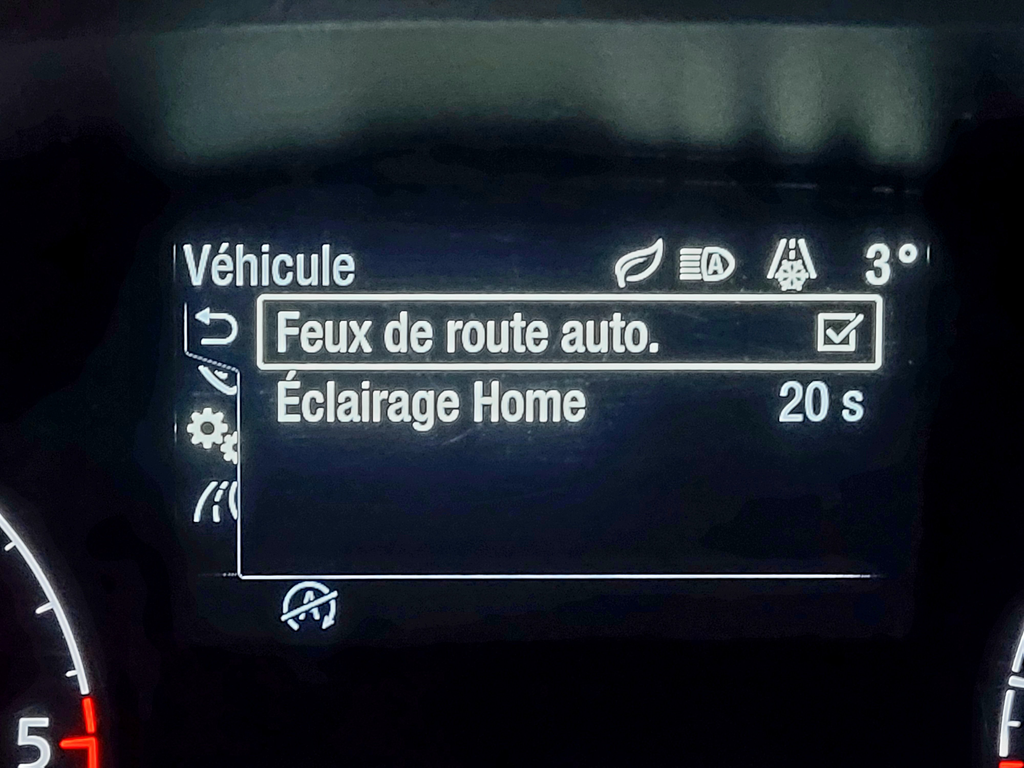 Véhicule 3°
Feux de route auto.
Éclairage Home 20 s
5